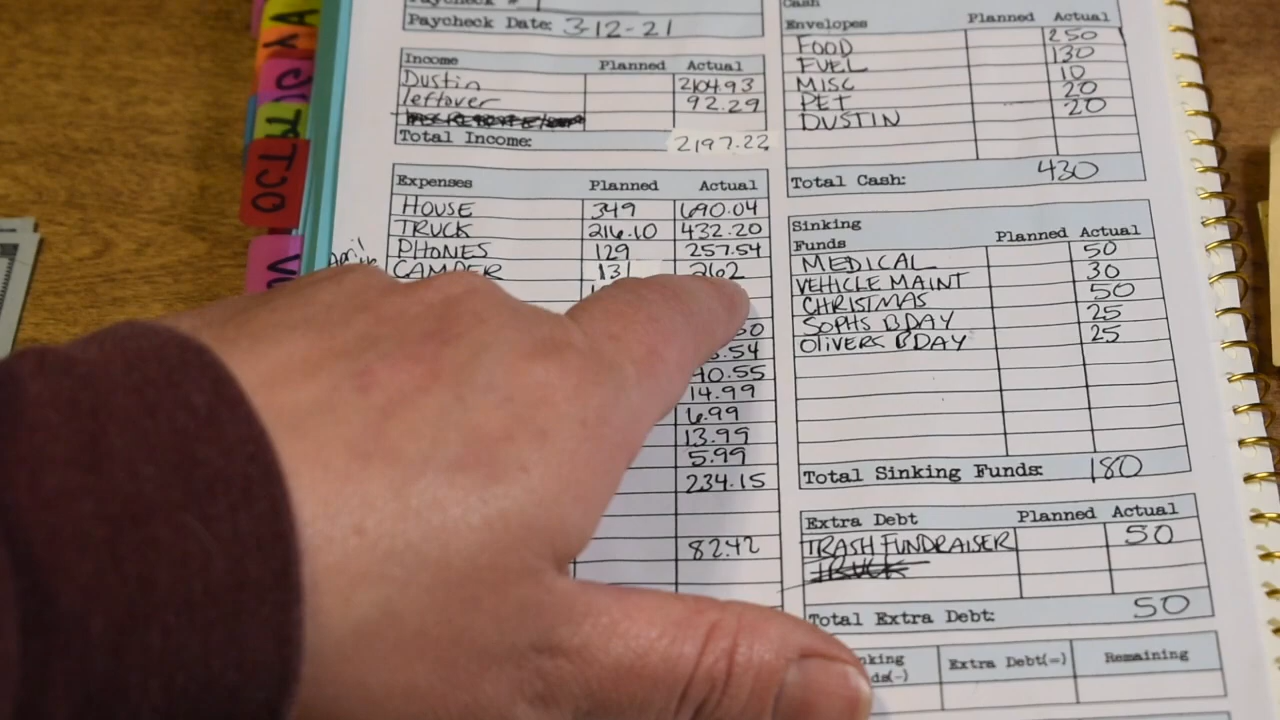 Paycheck Date: 3-12-21
Income Planned Actual
Dustin 2104.93
leftover 92.29
Total Income: 2197.22
Expenses Planned Actual
HOUSE 349 690.04
TRUCK 216.10 432.20
PHONES 129 257.54
CAMPER 131 262
April
50
.54
90.55
14.99
6.99
13.99
5.99
234.15
82.42
Cash
Envelopes Planned Actual
FOOD 250
FUEL 130
MISC 10
PET 20
DUSTIN 20
Total Cash: 430
Sinking
Funds Planned Actual
MEDICAL 50
VEHICLE MAINT 30
CHRISTMAS 50
SOPHS BDAY 25
OLIVERS BDAY 25
Total Sinking Funds: 180
Extra Debt Planned Actual
TRASH FUNDRAISER 50
TRUCK
Total Extra Debt: 50
Extra Debt(=) Remaining
OCT